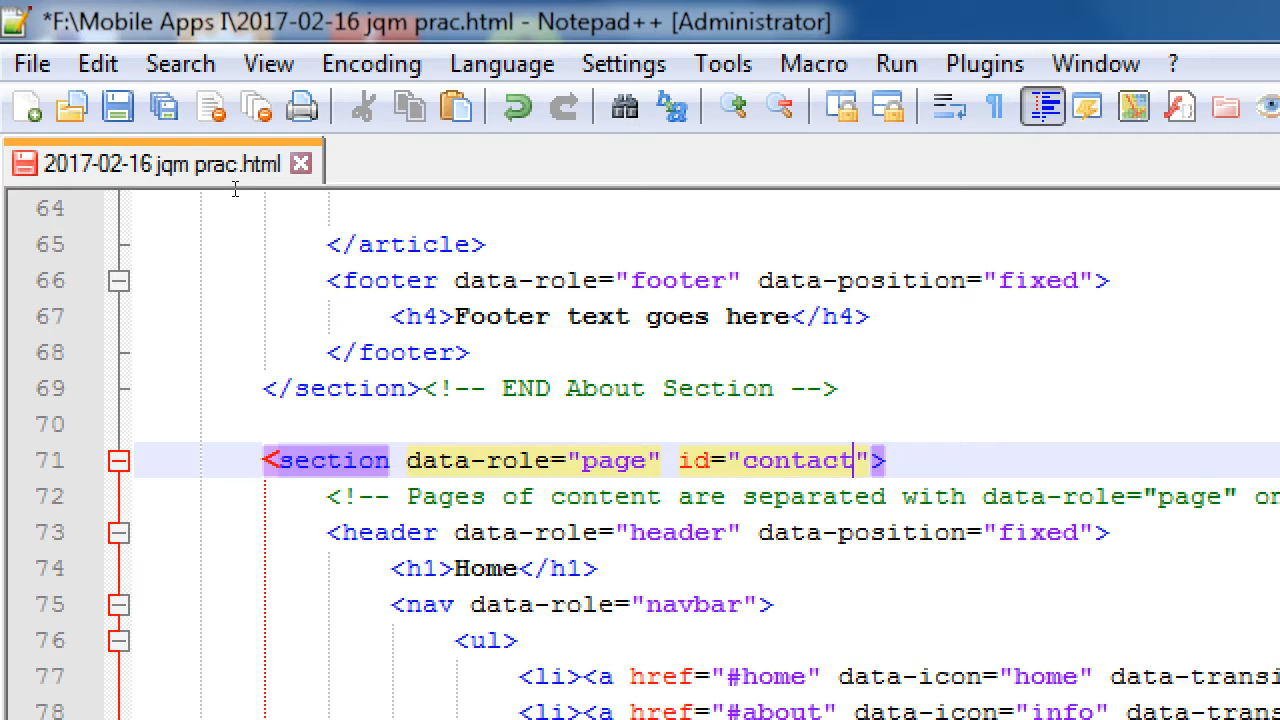 *F:\Mobile Apps I\2017-02-16 jqm prac.html - Notepad++ [Administrator]
File Edit Search View Encoding Language Settings Tools Macro Run Plugins Window ?
2017-02-16 jqm prac.html
64
65 </article>
66 <footer data-role="footer" data-position="fixed">
67 <h4>Footer text goes here</h4>
68 </footer>
69 </section><!-- END About Section -->
70
71 <section data-role="page" id="contact">
72 <!-- Pages of content are separated with data-role="page" on
73 <header data-role="header" data-position="fixed">
74 <h1>Home</h1>
75 <nav data-role="navbar">
76 <ul>
77 <li><a href="#home" data-icon="home" data-transi
78 <li><a href="#about" data-icon="info" data-trans